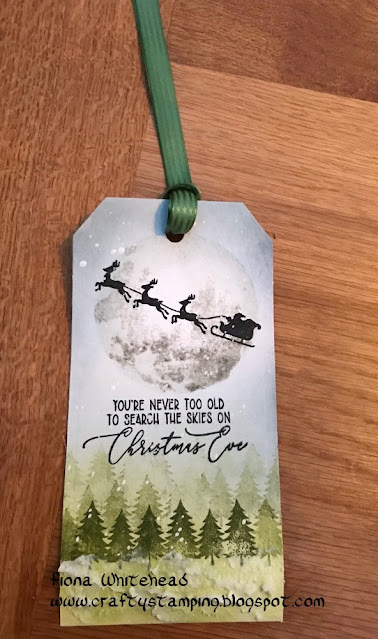 YOU'RE NEVER TOO OLD
TO SEARCH THE SKIES ON
Christmas Eve
Fiona Whitehead
www.craftystamping.blogspot.com